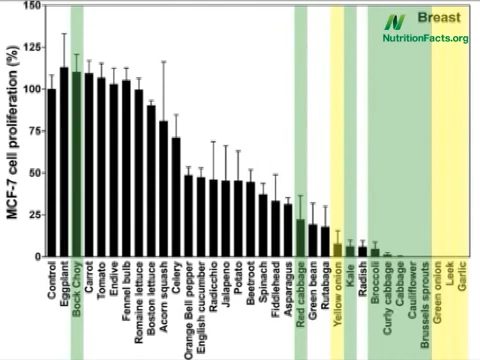 Breast
NutritionFacts.org
MCF-7 cell proliferation (%)
150
125
100
75
50
25
0
Control
Eggplant
Bock Choy
Carrot
Tomato
Endive
Fennel bulb
Romaine lettuce
Boston lettuce
Acorn squash
Celery
Orange Bell pepper
English cucumber
Radicchio
Jalapeno
Potato
Beetroot
Spinach
Fiddlehead
Asparagus
Red cabbage
Green bean
Rutabaga
Yellow onion
Kale
Radish
Broccoli
Curly cabbage
Cabbage
Cauliflower
Brussels sprouts
Green onion
Leek
Garlic